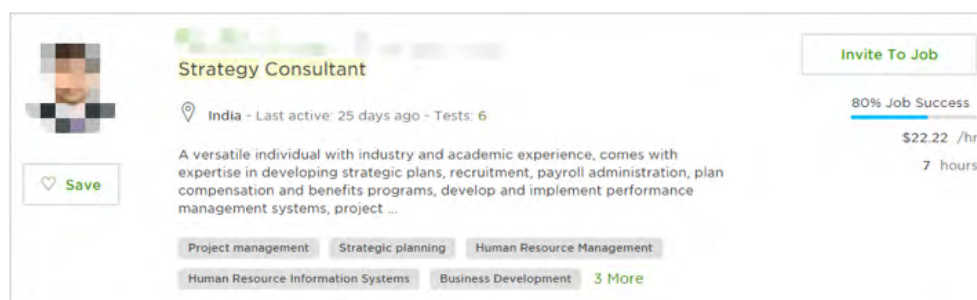 Strategy Consultant
India - Last active: 25 days ago - Tests: 6
A versatile individual with industry and academic experience, comes with
expertise in developing strategic plans, recruitment, payroll administration, plan
compensation and benefits programs, develop and implement performance
management systems, project ...
Project management Strategic planning Human Resource Management
Human Resource Information Systems Business Development 3 More
Save
Invite To Job
80% Job Success
$22.22 /hr
7 hours